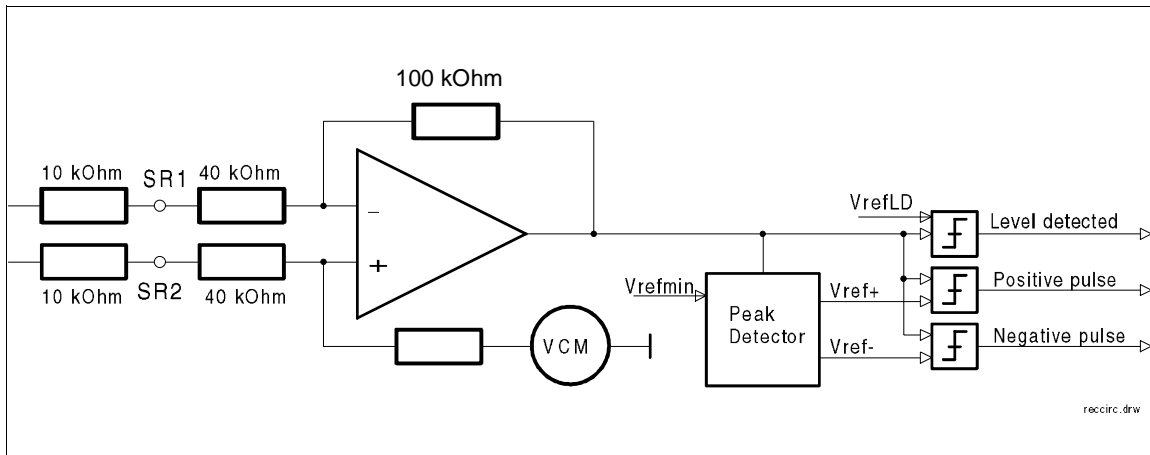 100 kOhm
10 kOhm
SR1
40 kOhm
10 kOhm
SR2
40 kOhm
VCM
VrefLD
Level detected
Vrefmin
Peak
Detector
Vref+
Positive pulse
Vref-
Negative pulse
reccirc.drw